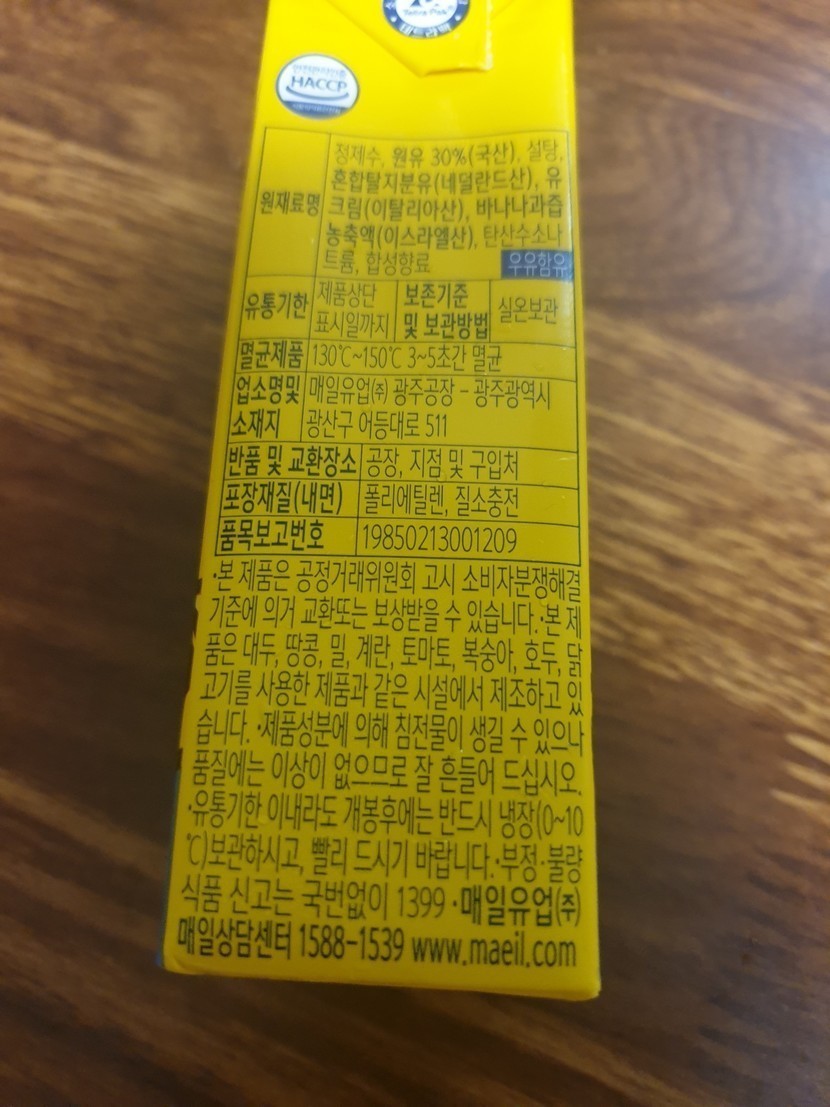 Tetra Pak
테트라팩
HACCP
원재료명
정제수, 원유 30%(국산), 설탕,
혼합탈지분유(네덜란드산), 유
크림(이탈리아산), 바나나과즙
농축액(이스라엘산), 탄산수소나
트륨, 합성향료
우유함유
유통기한
제품상단
표시일까지
보존기준
및 보관방법
실온보관
멸균제품 130℃~150℃ 3~5초간 멸균
업소명및
소재지
매일유업㈜ 광주공장 - 광주광역시
광산구 어등대로 511
반품 및 교환장소 공장, 지점 및 구입처
포장재질(내면) 폴리에틸렌, 질소충전
품목보고번호 19850213001209
·본 제품은 공정거래위원회 고시 소비자분쟁해결
기준에 의거 교환또는 보상받을 수 있습니다.·본 제
품은 대두, 땅콩, 밀, 계란, 토마토, 복숭아, 호두, 닭
고기를 사용한 제품과 같은 시설에서 제조하고 있
습니다. ·제품성분에 의해 침전물이 생길 수 있으나
품질에는 이상이 없으므로 잘 흔들어 드십시오.
·유통기한 이내라도 개봉후에는 반드시 냉장(0~10
℃)보관하시고, 빨리 드시기 바랍니다.·부정·불량
식품 신고는 국번없이 1399 ·매일유업㈜
매일상담센터 1588-1539 www.maeil.com